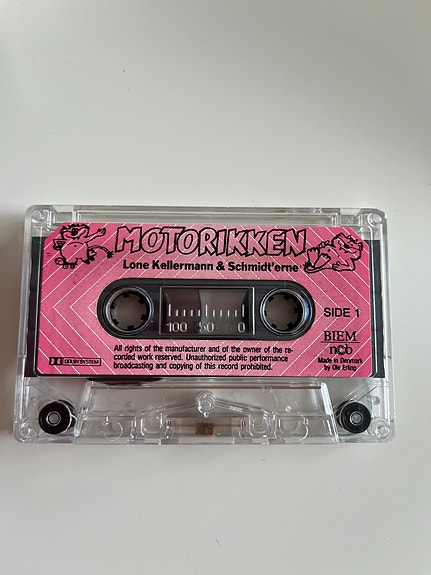 MOTORIKKEN
Lone Kellermann & Schmidt'erne
SIDE 1
100 50 0
BIEM
ncb
Made in Denmark
by Ole Erling
DOLBY SYSTEM
All rights of the manufacturer and of the owner of the re-
corded work reserved. Unauthorized public performance
broadcasting and copying of this record prohibited.